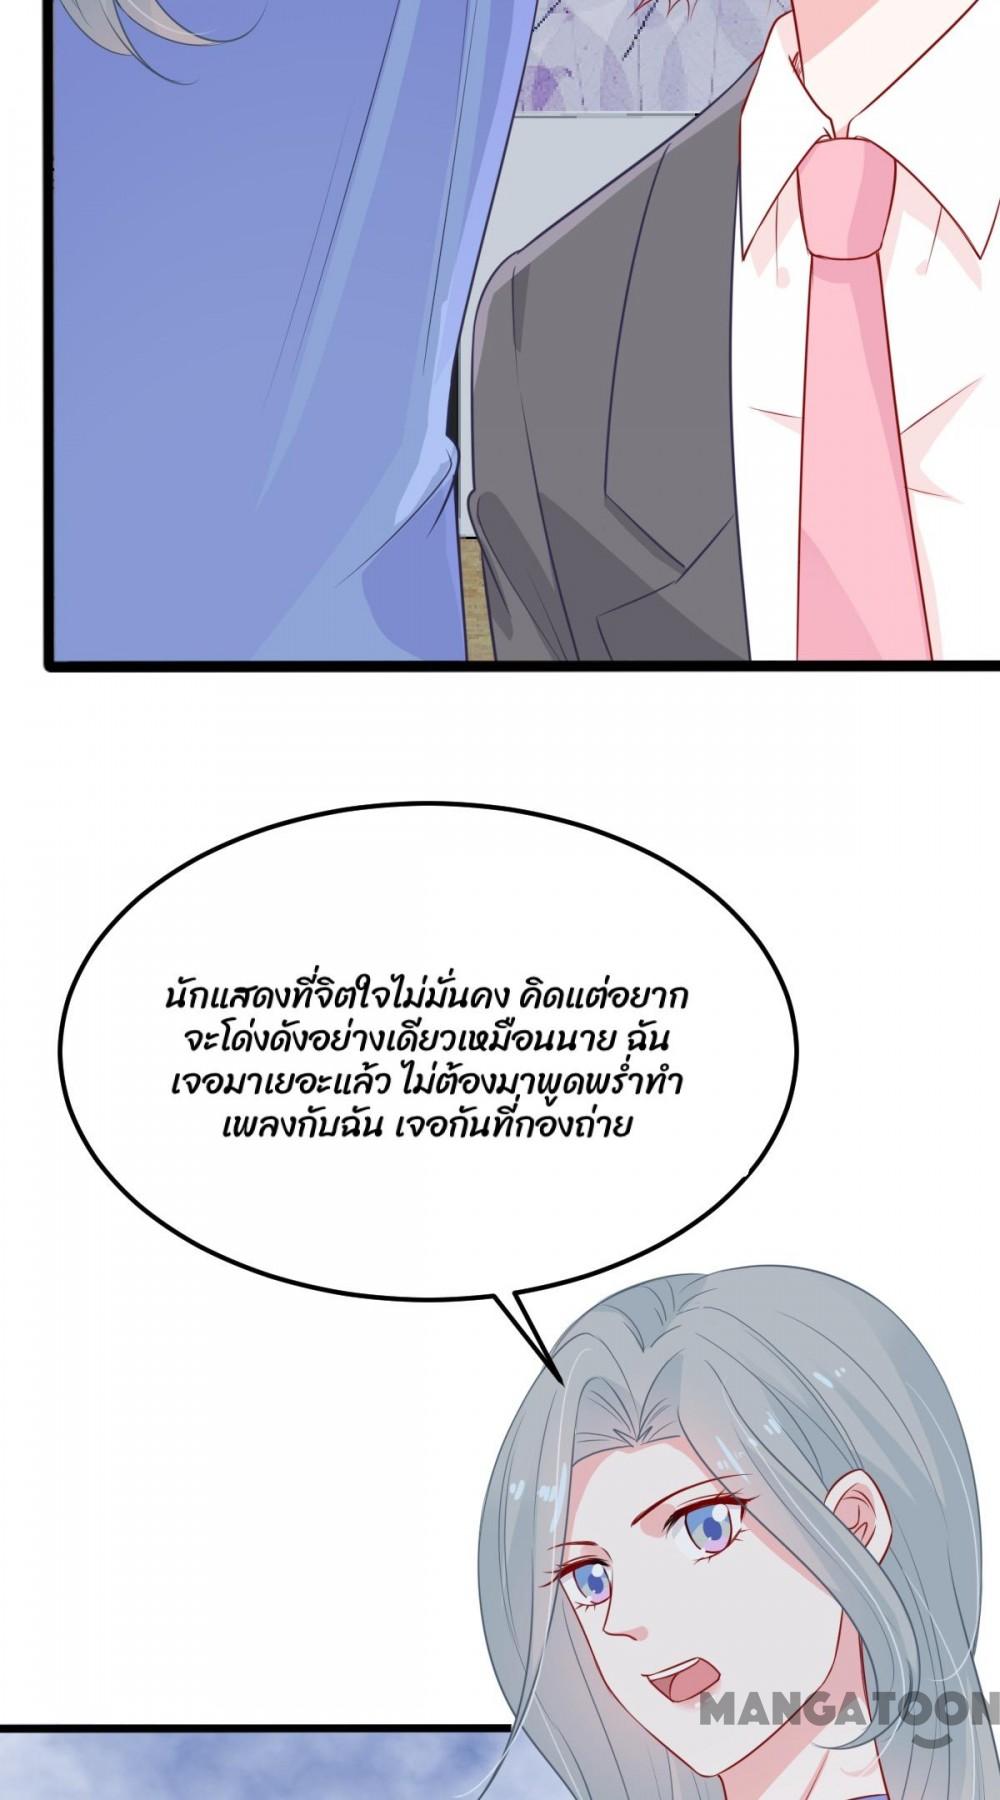 นักแสดงที่จิตใจไม่มั่นคง คิดแต่อยาก
จะโด่งดังอย่างเดียวเหมือนนาย ฉัน
เจอมาเยอะแล้ว ไม่ต้องมาพูดพร่ำทำ
เพลงกับฉัน เจอกันที่กองถ่าย
MANGATOON